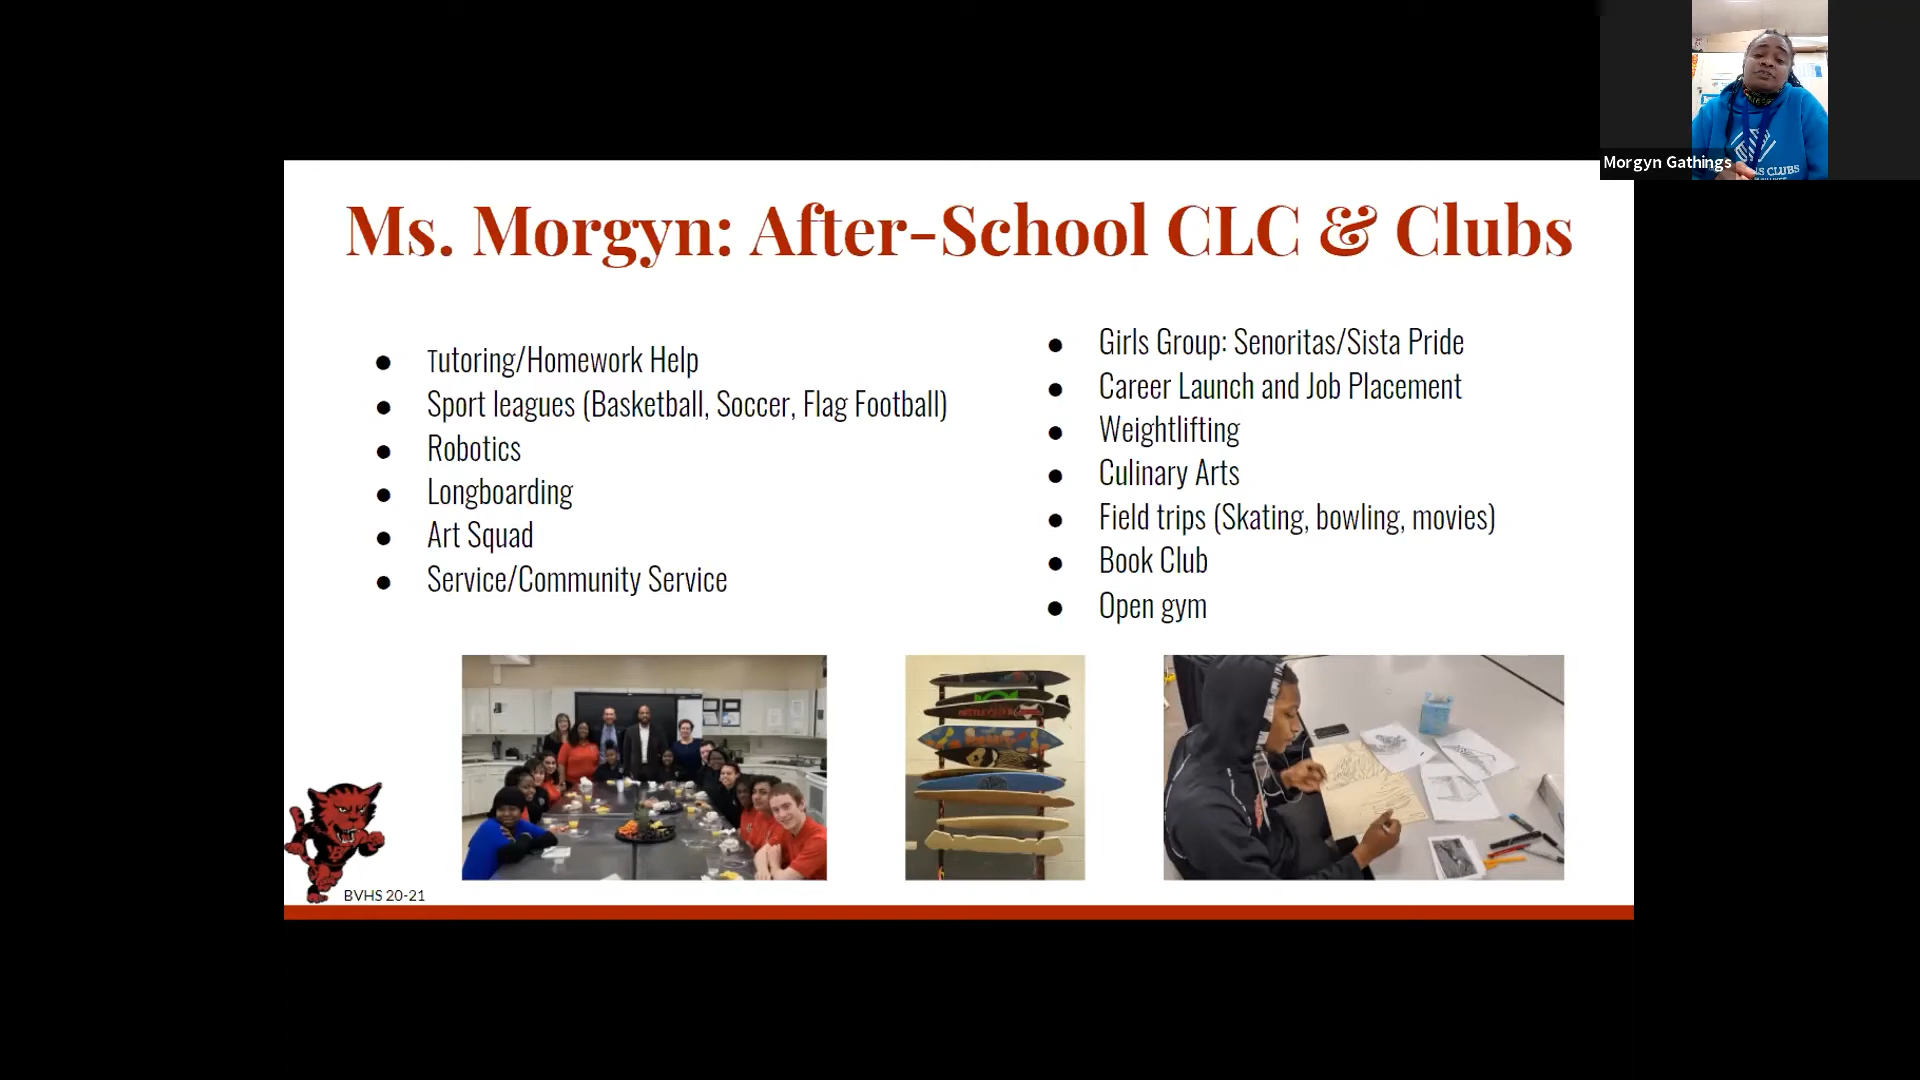 Morgyn Gathings
S CLUBS
Ms. Morgyn: After-School CLC & Clubs
Tutoring/Homework Help
Sport leagues (Basketball, Soccer, Flag Football)
Robotics
Longboarding
Art Squad
Service/Community Service
Girls Group: Senoritas/Sista Pride
Career Launch and Job Placement
Weightlifting
Culinary Arts
Field trips (Skating, bowling, movies)
Book Club
Open gym
BVHS 20-21